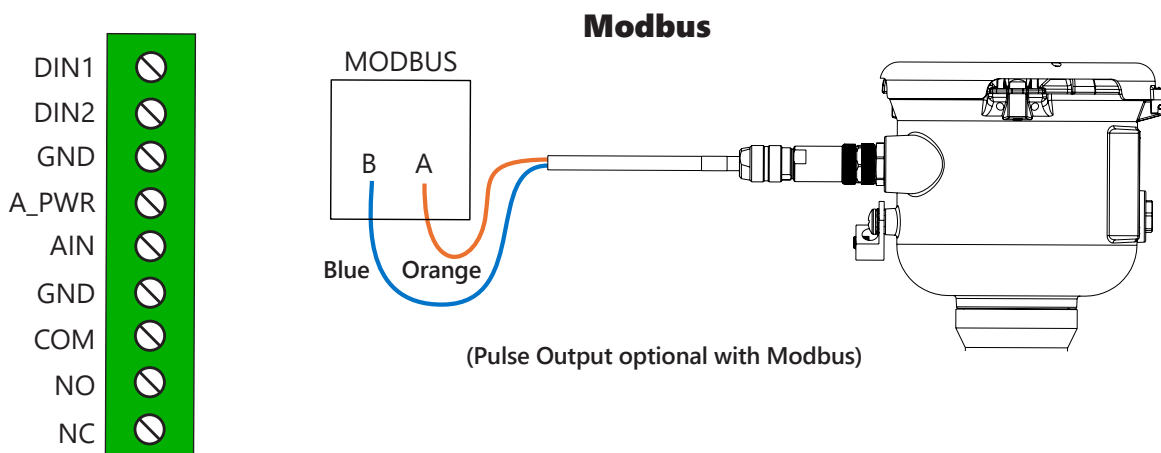 Modbus
DIN1
DIN2
GND
A_PWR
AIN
GND
COM
NO
NC
MODBUS
B A
Blue Orange
(Pulse Output optional with Modbus)